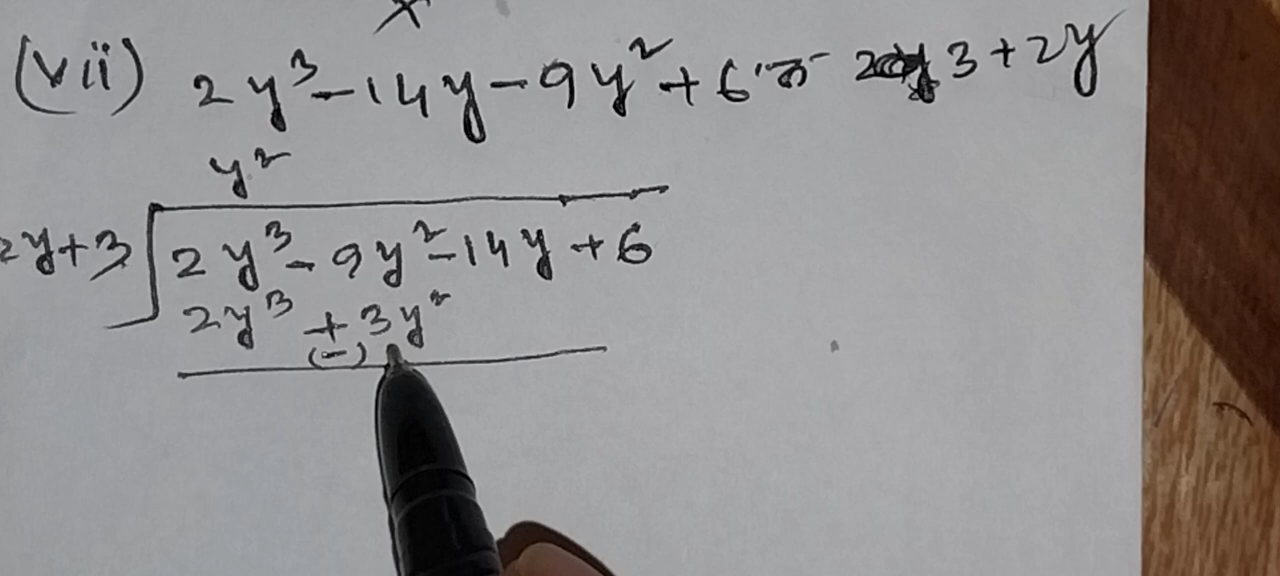 (vii) 2y³-14y-9y²+6 को 3+2y
y²
2y+3 2y³-9y²-14y+6
2y³+3y²
(-)